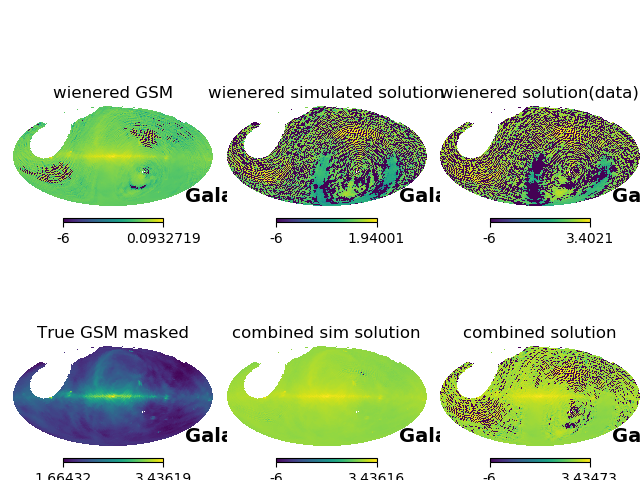 wienered GSM
wienered simulated solution
wienered solution(data)
Gala
Gala
Ga
-6 0.0932719
-6 1.94001
-6 3.4021
True GSM masked
combined sim solution
combined solution
Gala
Gala
Ga
1.66432 3.43619
-6 3.43616
-6 3.43473